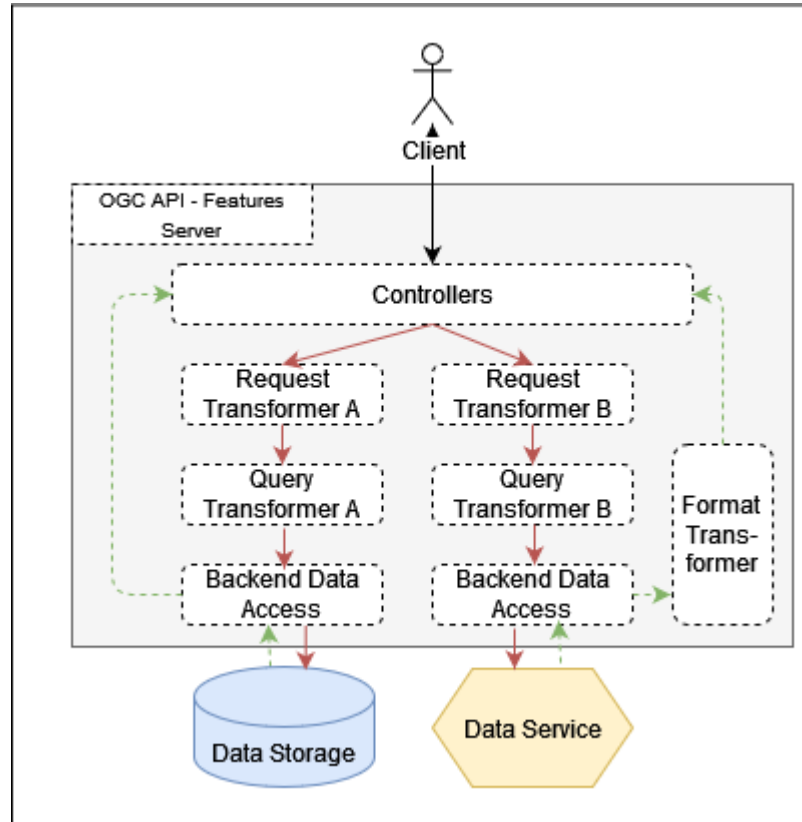 Client
OGC API - Features
Server
Controllers
Request
Transformer A
Request
Transformer B
Query
Transformer A
Query
Transformer B
Format
Trans-
former
Backend Data
Access
Backend Data
Access
Data Storage
Data Service